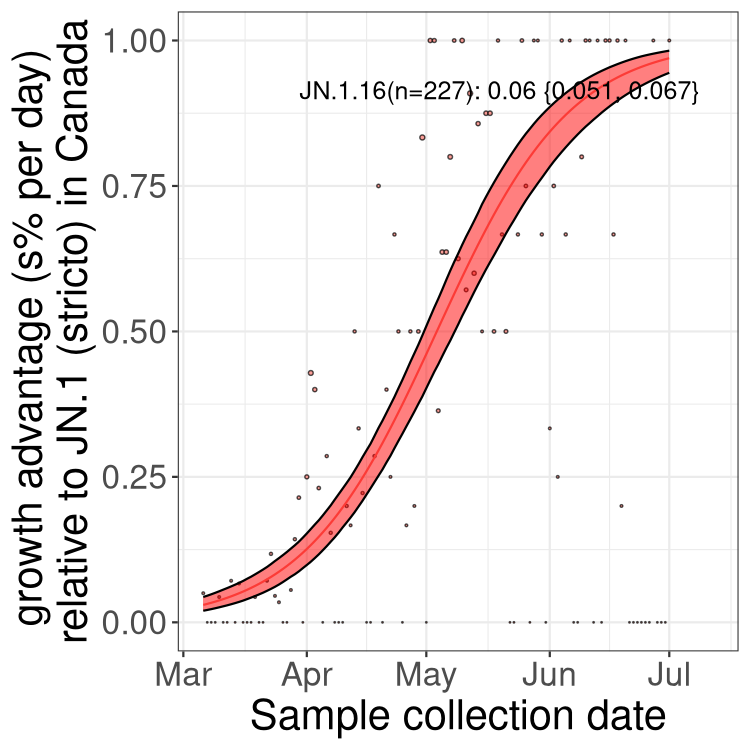 growth advantage (s% per day)
relative to JN.1 (stricto) in Canada
1.00
0.75
0.50
0.25
0.00
JN.1.16(n=227): 0.06 {0.051, 0.067}
Mar Apr May Jun Jul
Sample collection date